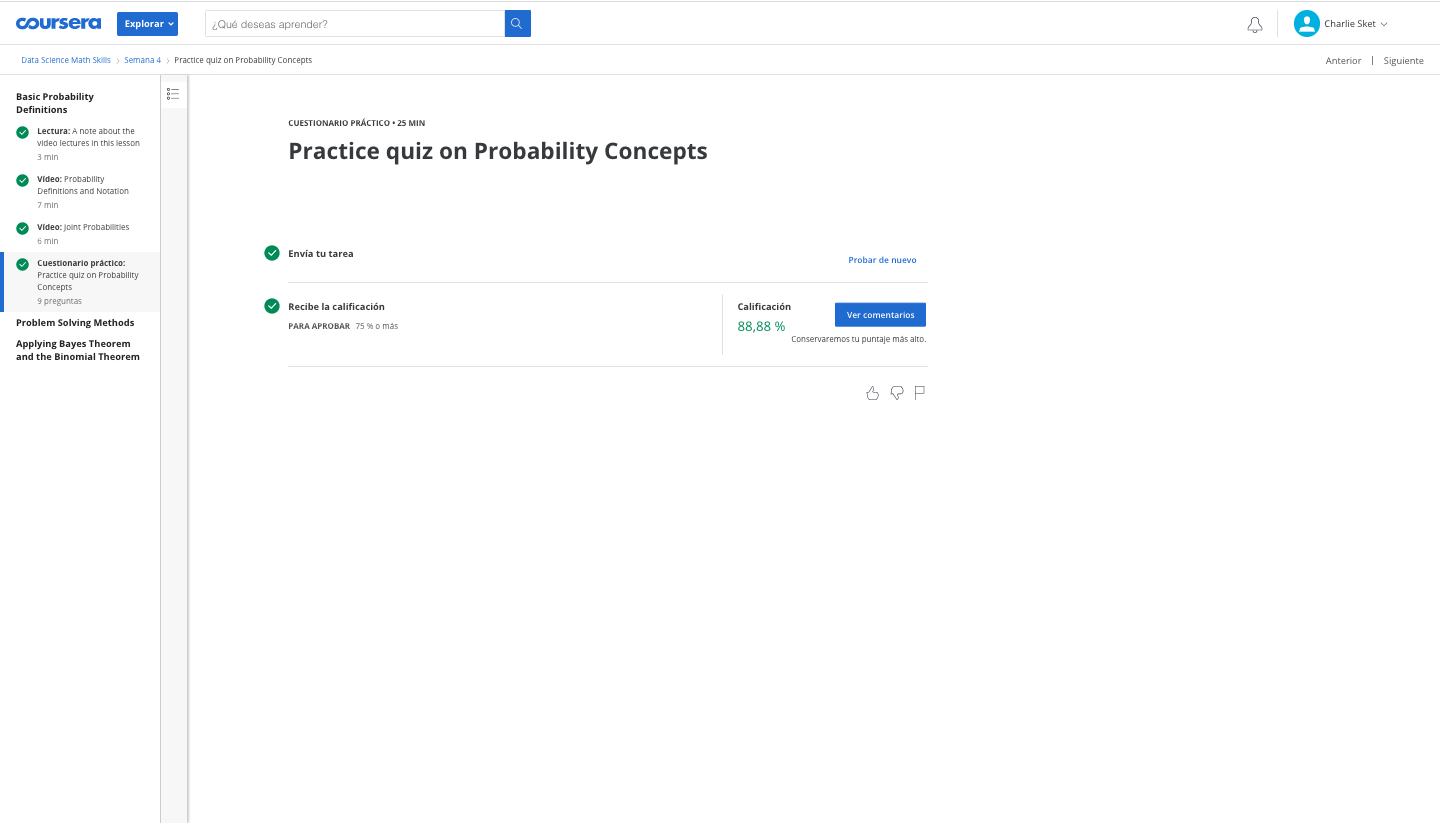 coursera
Explorar
¿Qué deseas aprender?
Charlie Sket
Data Science Math Skills
Semana 4
Practice quiz on Probability Concepts
Anterior
Siguiente
Basic Probability
Definitions
Lectura: A note about the
video lectures in this lesson
3 min
Vídeo: Probability
Definitions and Notation
7 min
Vídeo: Joint Probabilities
6 min
Cuestionario práctico:
Practice quiz on Probability
Concepts
9 preguntas
Problem Solving Methods
Applying Bayes Theorem
and the Binomial Theorem
CUESTIONARIO PRÁCTICO • 25 MIN
Practice quiz on Probability Concepts
Envía tu tarea
Probar de nuevo
Recibe la calificación
PARA APROBAR 75 % o más
Calificación
88,88 %
Ver comentarios
Conservaremos tu puntaje más alto.